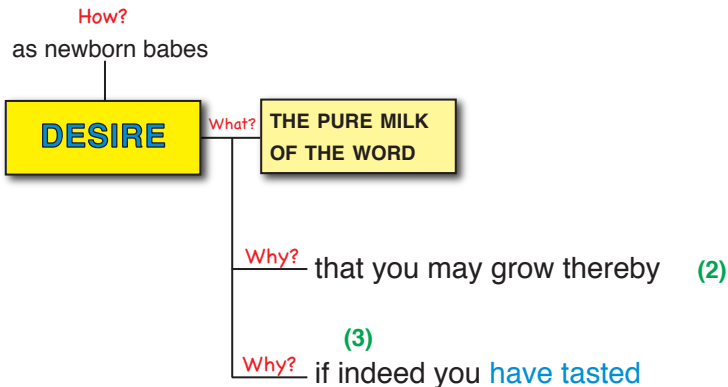 How?
as newborn babes
DESIRE
What?
THE PURE MILK
OF THE WORD
Why?
that you may grow thereby (2)
(3)
Why?
if indeed you have tasted